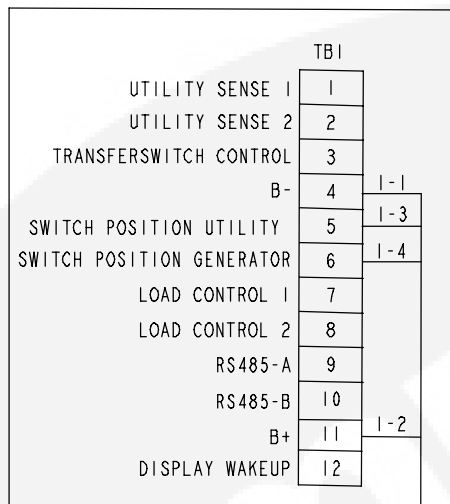 TB1
UTILITY SENSE 1 1
UTILITY SENSE 2 2
TRANSFERSWITCH CONTROL 3
B- 4 1-1
SWITCH POSITION UTILITY 5 1-3
SWITCH POSITION GENERATOR 6 1-4
LOAD CONTROL 1 7
LOAD CONTROL 2 8
RS485-A 9
RS485-B 10
B+ 11 1-2
DISPLAY WAKEUP 12